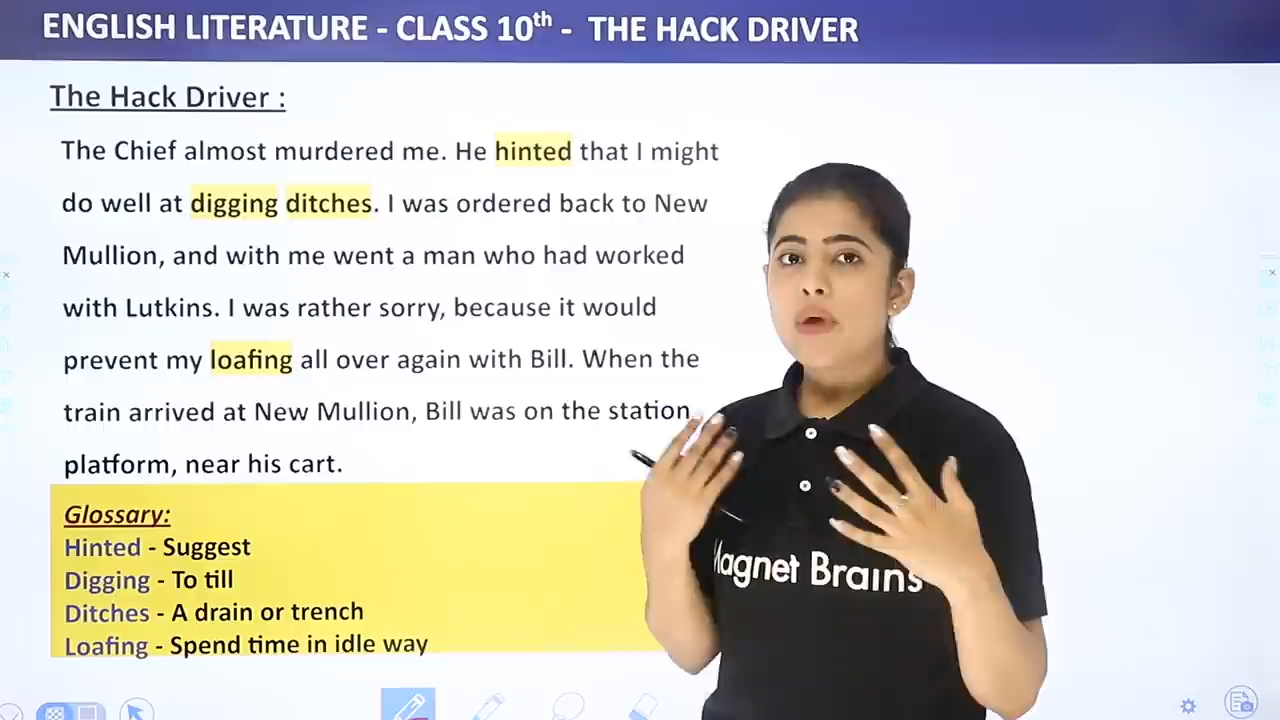 ENGLISH LITERATURE - CLASS 10th - THE HACK DRIVER
The Hack Driver :
The Chief almost murdered me. He hinted that I might
do well at digging ditches. I was ordered back to New
Mullion, and with me went a man who had worked
with Lutkins. I was rather sorry, because it would
prevent my loafing all over again with Bill. When the
train arrived at New Mullion, Bill was on the station
platform, near his cart.
Glossary:
Hinted - Suggest
Digging - To till
Ditches - A drain or trench
Loafing - Spend time in idle way
Magnet Brains